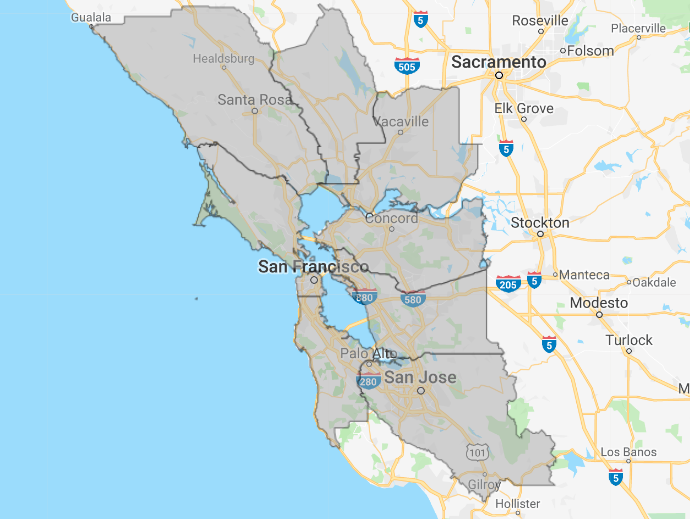 Gualala
5
Roseville
Placerville
Folsom
Healdsburg
505
Sacramento
Santa Rosa
Elk Grove
Vacaville
5
Concord
Stockton
San Francisco
Manteca
205
5
Oakdale
880
580
Modesto
Turlock
5
Palo Alto
280
San Jose
M
101
Los Banos
5
Gilroy
Hollister